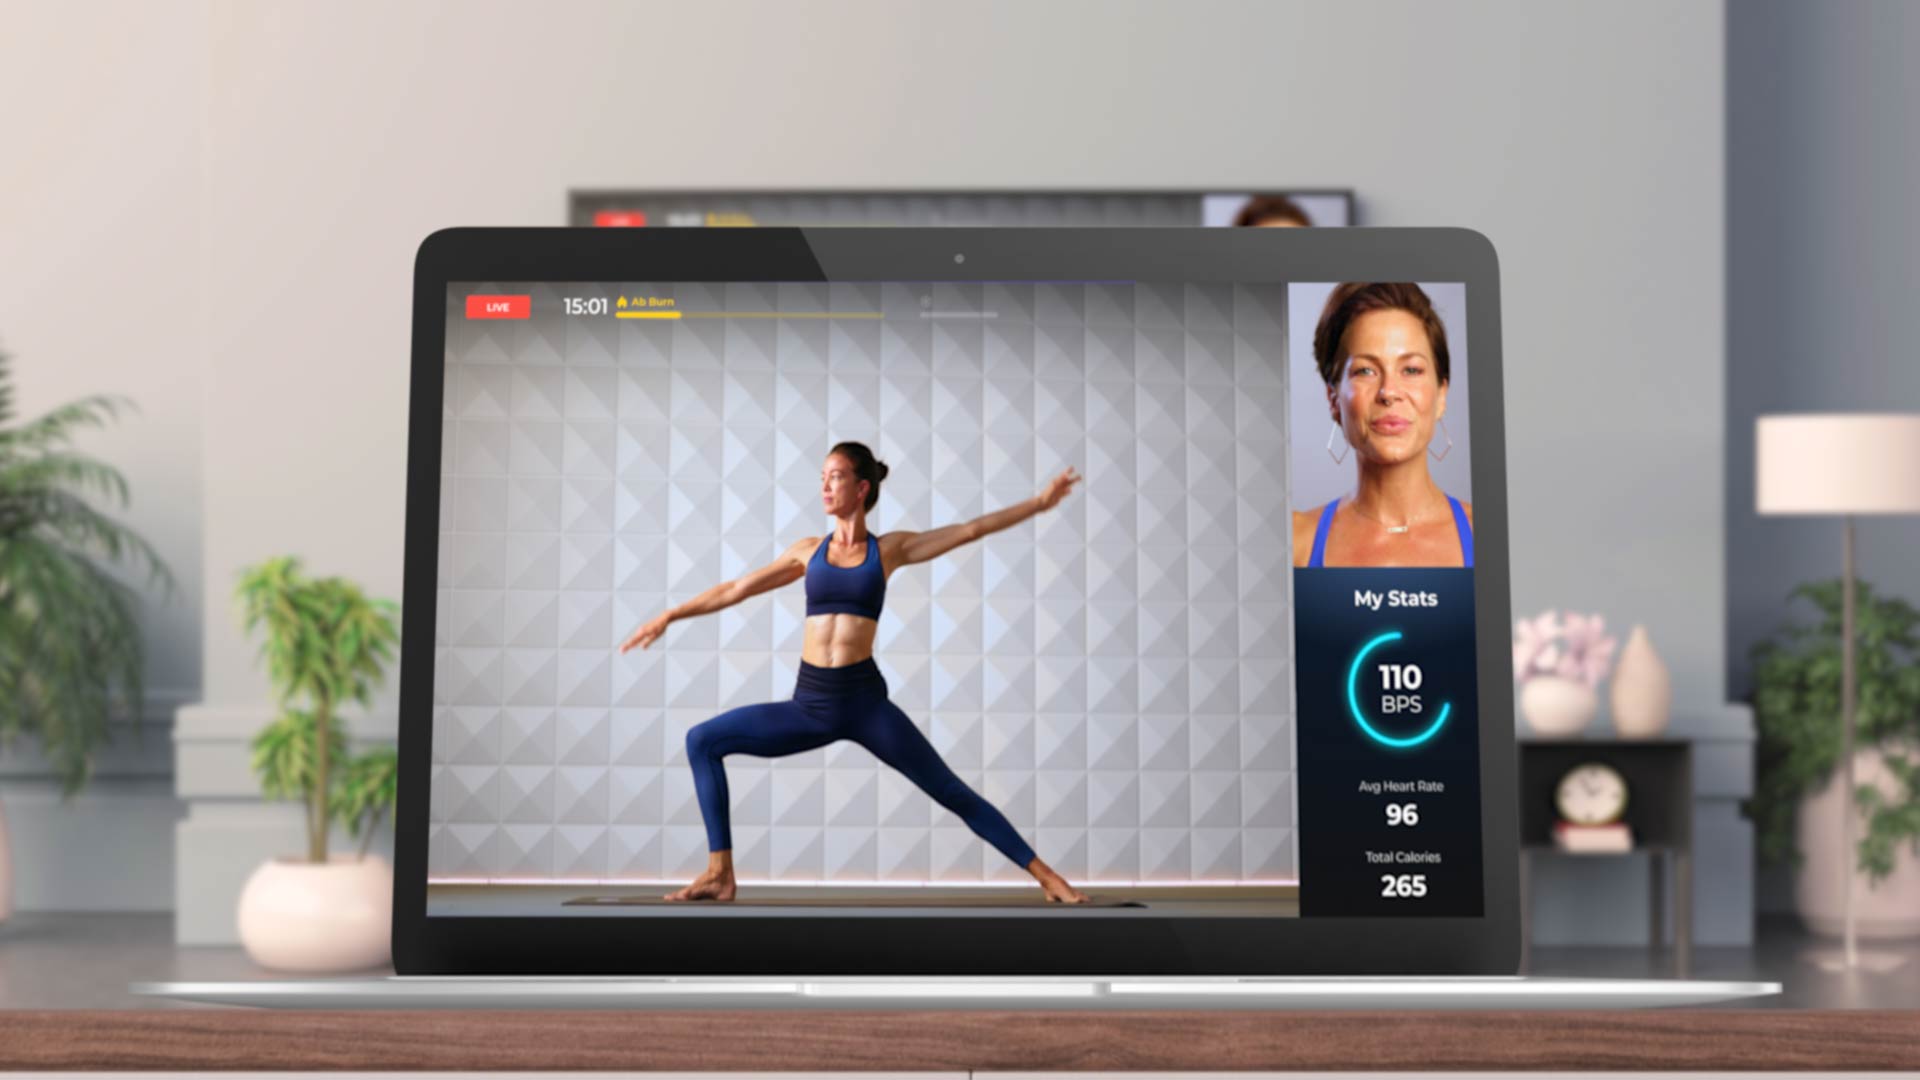 LIVE
15:01 Ab Burn
My Stats
110
BPS
Avg Heart Rate
96
Total Calories
265